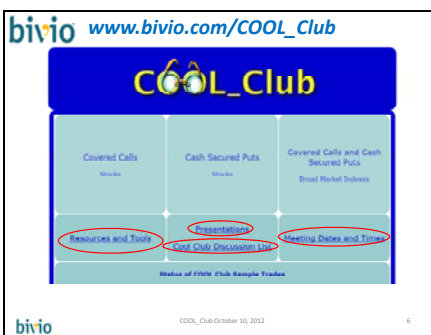 bivio www.bivio.com/COOL_Club
COOL_Club
Covered Calls
Stocks
Cash Secured Puts
Stocks
Covered Calls and Cash
Secured Puts
Broad Market Indexes
Resources and Tools
Presentations
Cool Club Discussion List
Meeting Dates and Times
Status of COOL Club Sample Trades
bivio
COOL_Club October 10, 2012
6